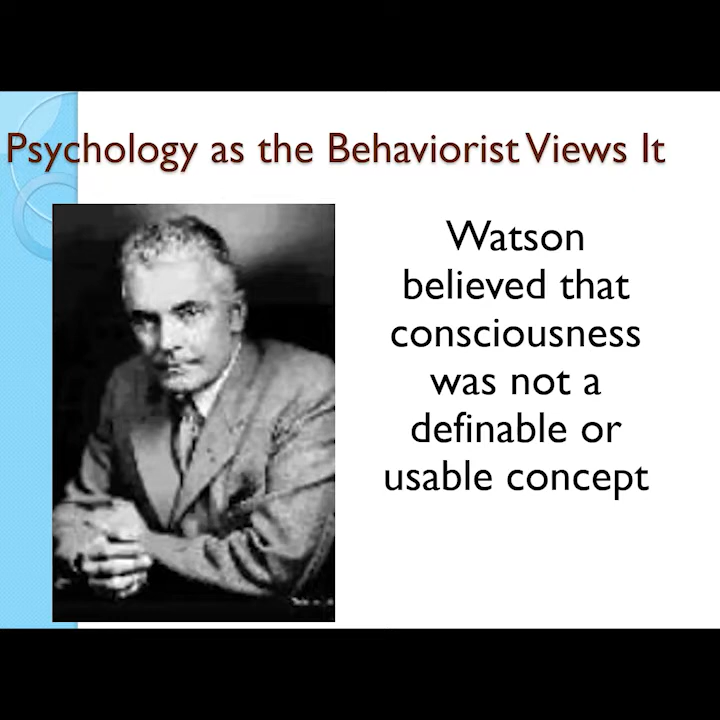 Psychology as the Behaviorist Views It
Watson
believed that
consciousness
was not a
definable or
usable concept